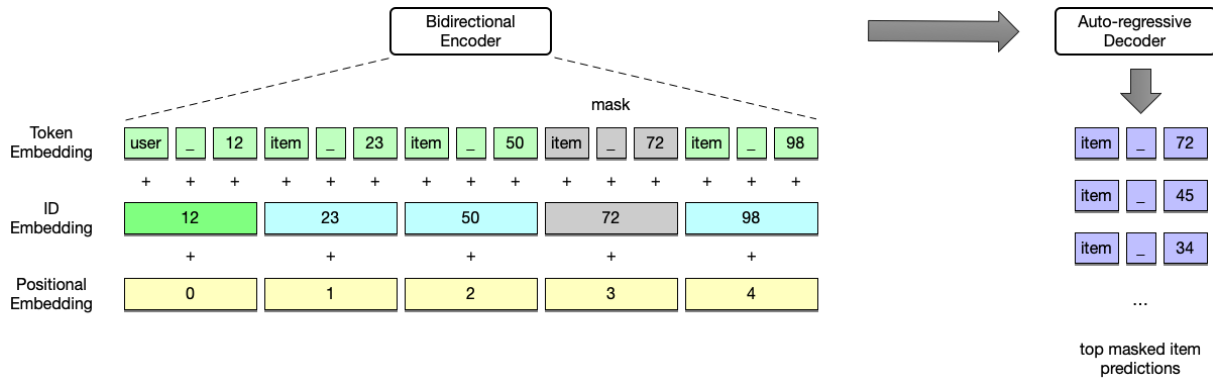 Bidirectional
Encoder
Auto-regressive
Decoder
mask
Token
Embedding
user _ 12 item _ 23 item _ 50 item _ 72 item _ 98
+ + + + + + + + + + + + + + +
ID
Embedding
12 23 50 72 98
+ + + + +
Positional
Embedding
0 1 2 3 4
item _ 72
item _ 45
item _ 34
...
top masked item
predictions